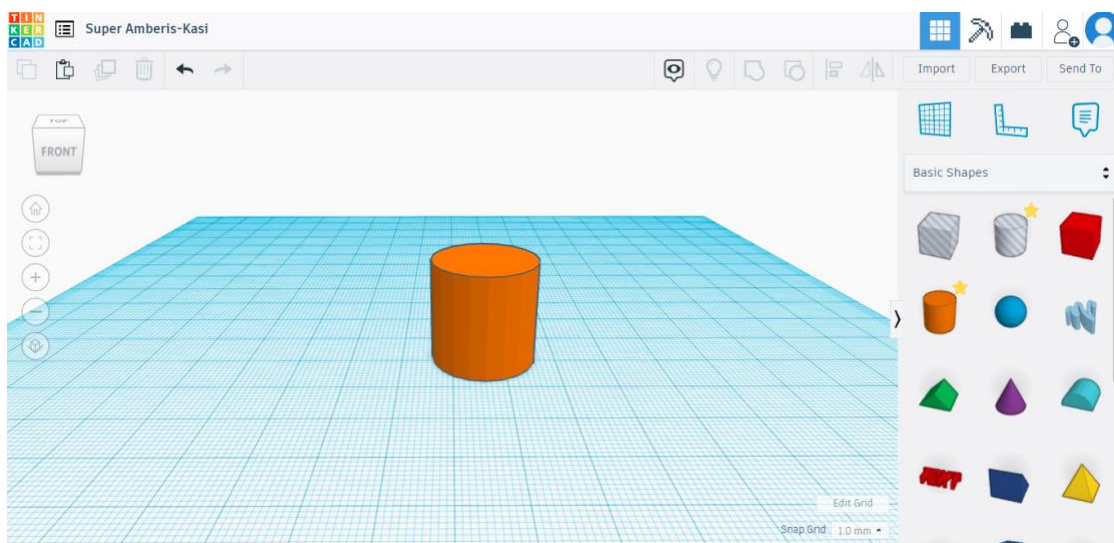 TIN
KER
CAD
Super Amberis-Kasi
Import Export Send To
TOP
FRONT
Basic Shapes
TEXT
Edit Grid
Snap Grid 1.0 mm